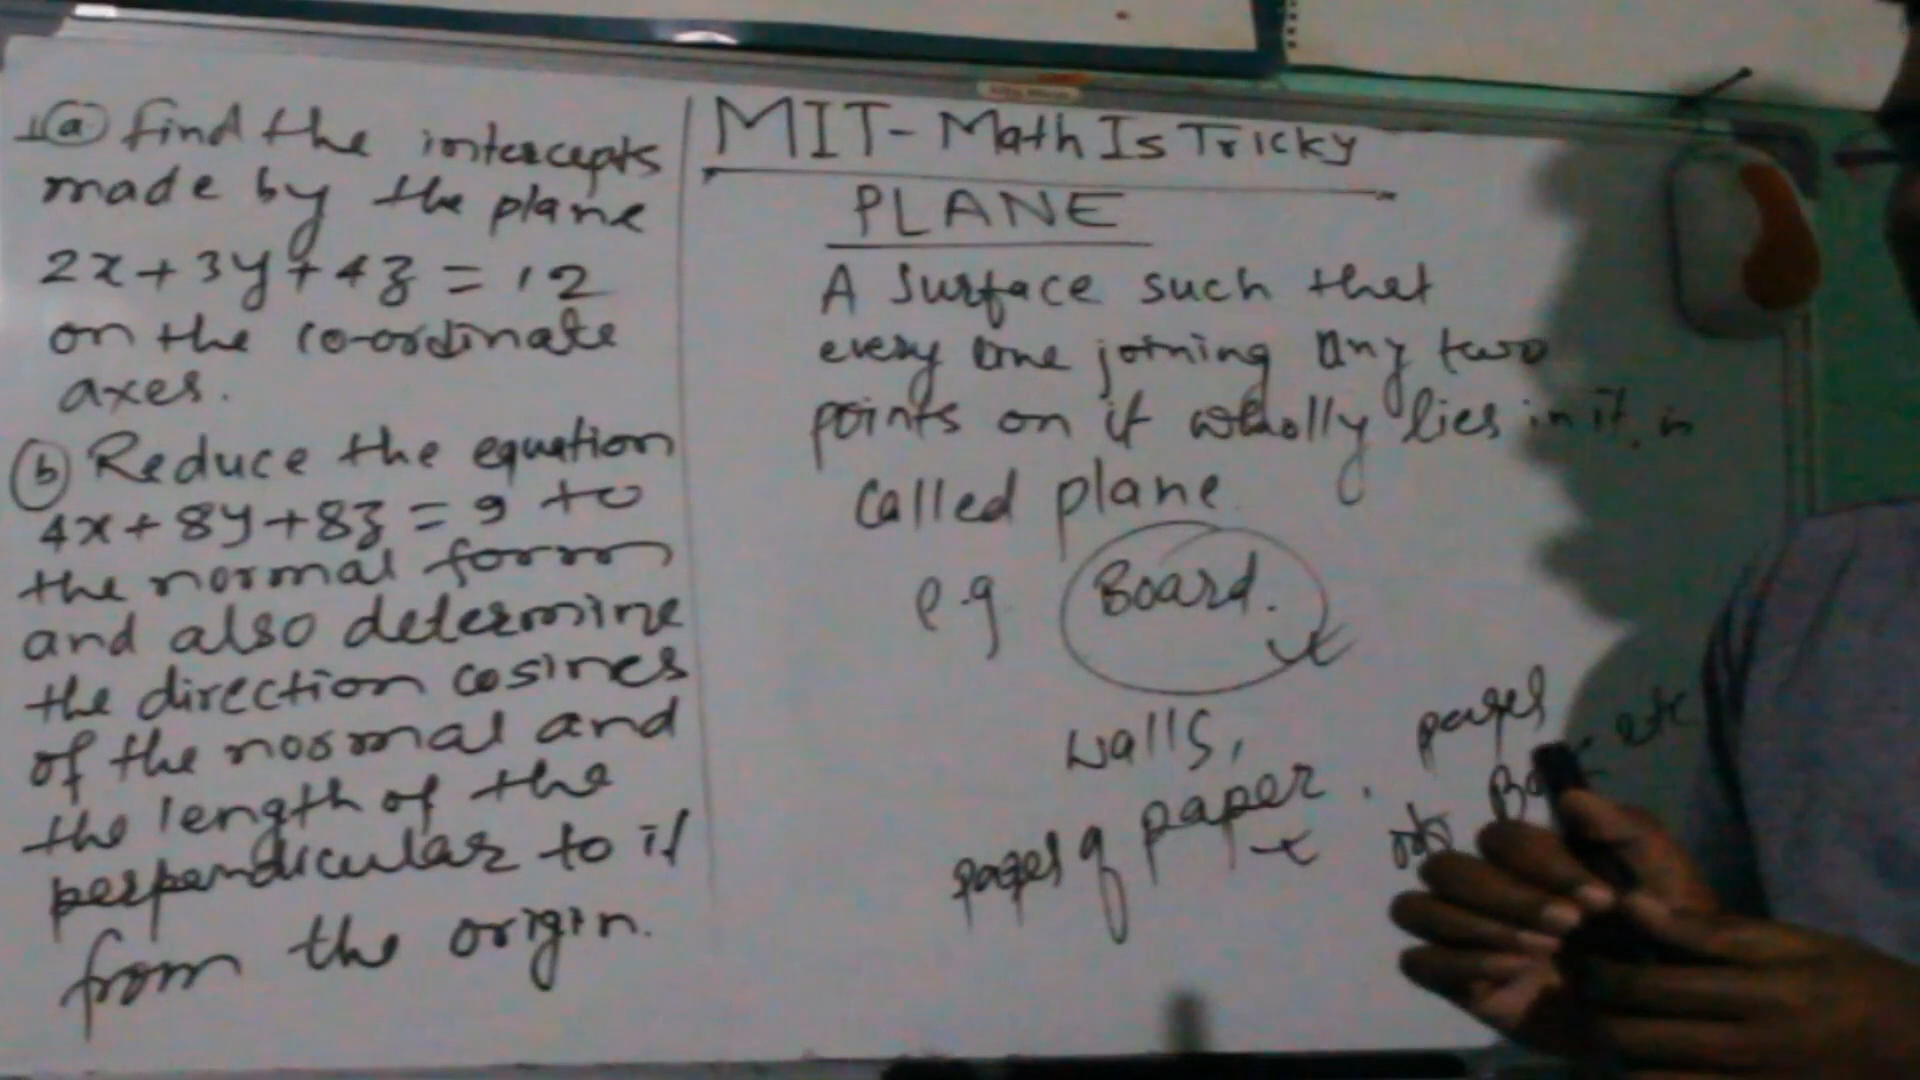 1(a) Find the intercepts
made by the plane
2x+3y+4z=12
on the co-ordinate
axes.
(b) Reduce the equation
4x+8y+8z=9 to
the normal form
and also determine
the direction cosines
of the normal and
the length of the
perpendicular to it
from the origin.
MIT-Math Is Tricky
PLANE
A surface such that
every line joining any two
points on it wholly lies in it, is
called plane.
e.g Board.
walls,
pages of paper. pages
etc